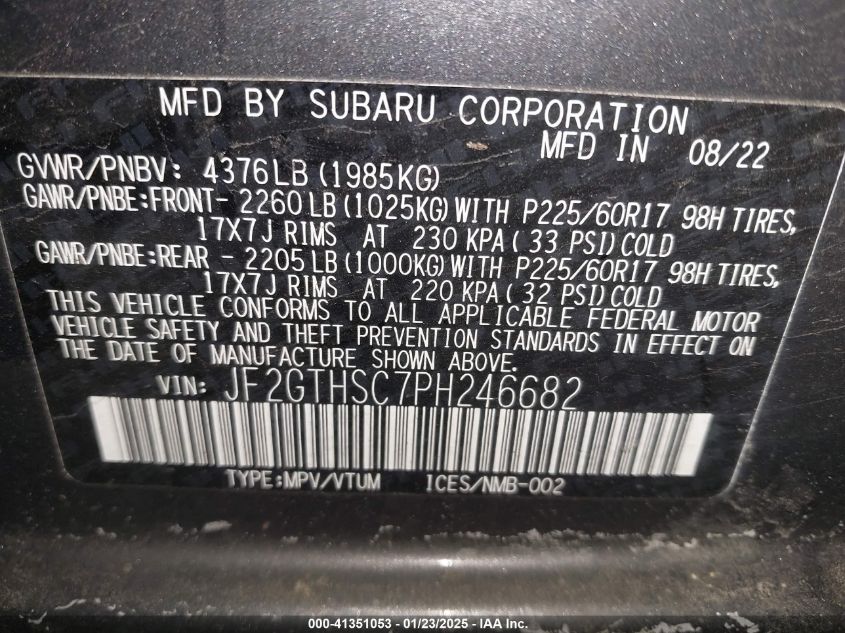 MFD BY SUBARU CORPORATION
MFD IN 08/22
GVWR/PNBV: 4376LB (1985KG)
GAWR/PNBE:FRONT- 2260 LB (1025KG) WITH P225/60R17 98H TIRES,
17X7J RIMS AT 230 KPA ( 33 PSI) COLD
GAWR/PNBE:REAR - 2205 LB (1000KG) WITH P225/60R17 98H TIRES,
17X7J RIMS AT 220 KPA ( 32 PSI) COLD
THIS VEHICLE CONFORMS TO ALL APPLICABLE FEDERAL MOTOR
VEHICLE SAFETY AND THEFT PREVENTION STANDARDS IN EFFECT ON
THE DATE OF MANUFACTURE SHOWN ABOVE.
VIN: JF2GTHSC7PH246682
TYPE:MPV/VTUM ICES/NMB-002
000-41351053 — 01/23/2025 — IAA Inc.